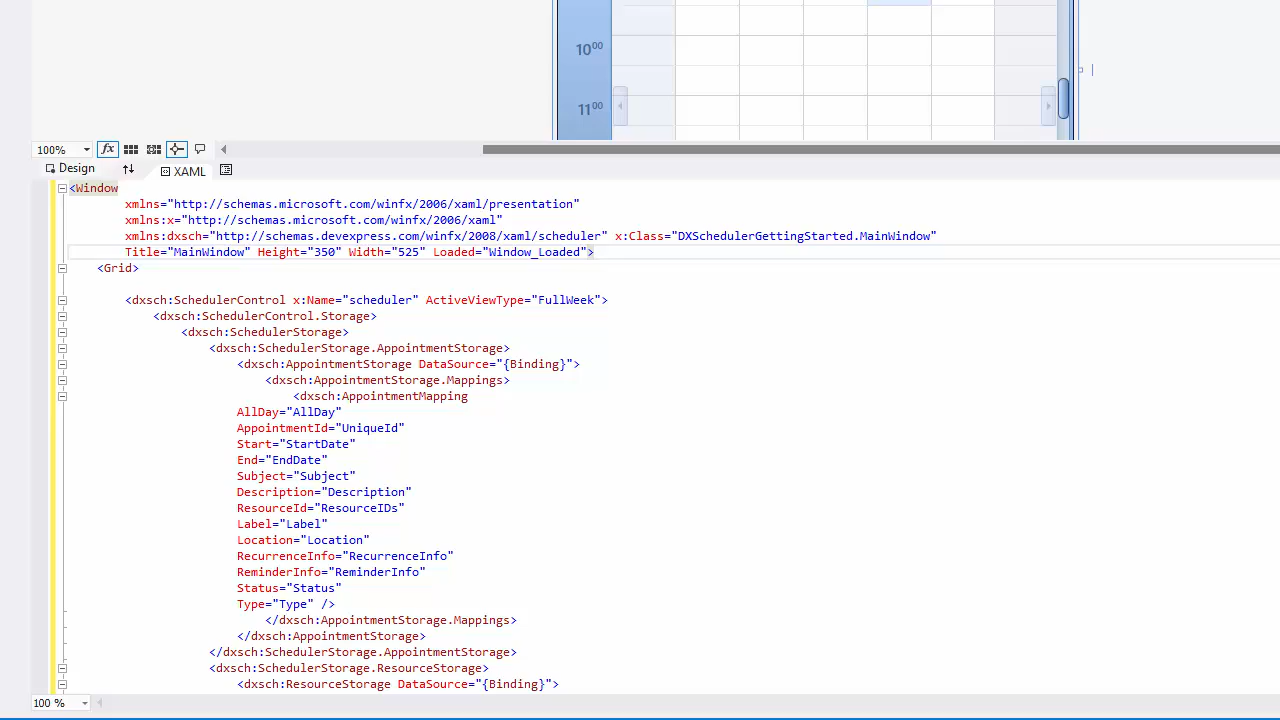 10 00
11 00
100%
fx
Design
XAML
<Window
xmlns="http://schemas.microsoft.com/winfx/2006/xaml/presentation"
xmlns:x="http://schemas.microsoft.com/winfx/2006/xaml"
xmlns:dxsch="http://schemas.devexpress.com/winfx/2008/xaml/scheduler" x:Class="DXSchedulerGettingStarted.MainWindow"
Title="MainWindow" Height="350" Width="525" Loaded="Window_Loaded">
<Grid>
<dxsch:SchedulerControl x:Name="scheduler" ActiveViewType="FullWeek">
<dxsch:SchedulerControl.Storage>
<dxsch:SchedulerStorage>
<dxsch:SchedulerStorage.AppointmentStorage>
<dxsch:AppointmentStorage DataSource="{Binding}">
<dxsch:AppointmentStorage.Mappings>
<dxsch:AppointmentMapping
AllDay="AllDay"
AppointmentId="UniqueId"
Start="StartDate"
End="EndDate"
Subject="Subject"
Description="Description"
ResourceId="ResourceIDs"
Label="Label"
Location="Location"
RecurrenceInfo="RecurrenceInfo"
ReminderInfo="ReminderInfo"
Status="Status"
Type="Type" />
</dxsch:AppointmentStorage.Mappings>
</dxsch:AppointmentStorage>
</dxsch:SchedulerStorage.AppointmentStorage>
<dxsch:SchedulerStorage.ResourceStorage>
<dxsch:ResourceStorage DataSource="{Binding}">
100 %